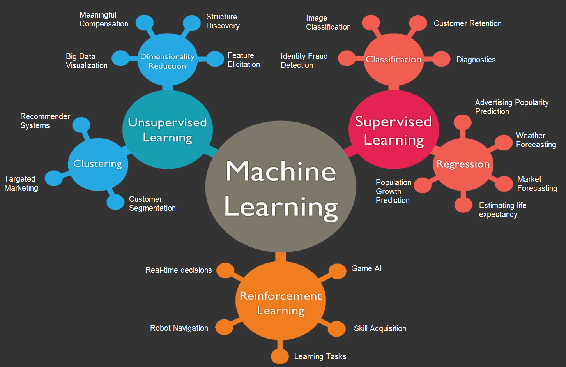 Meaningful
Compensation
Structure
Discovery
Big Data
Visualization
Dimensionality
Reduction
Feature
Elicitation
Unsupervised
Learning
Recommender
Systems
Clustering
Targeted
Marketing
Customer
Segmentation
Machine
Learning
Image
Classification
Customer Retention
Identity Fraud
Detection
Classification
Diagnostics
Supervised
Learning
Advertising Popularity
Prediction
Weather
Forecasting
Regression
Population
Growth
Prediction
Market
Forecasting
Estimating life
expectancy
Real-time decisions
Game AI
Reinforcement
Learning
Robot Navigation
Skill Acquisition
Learning Tasks